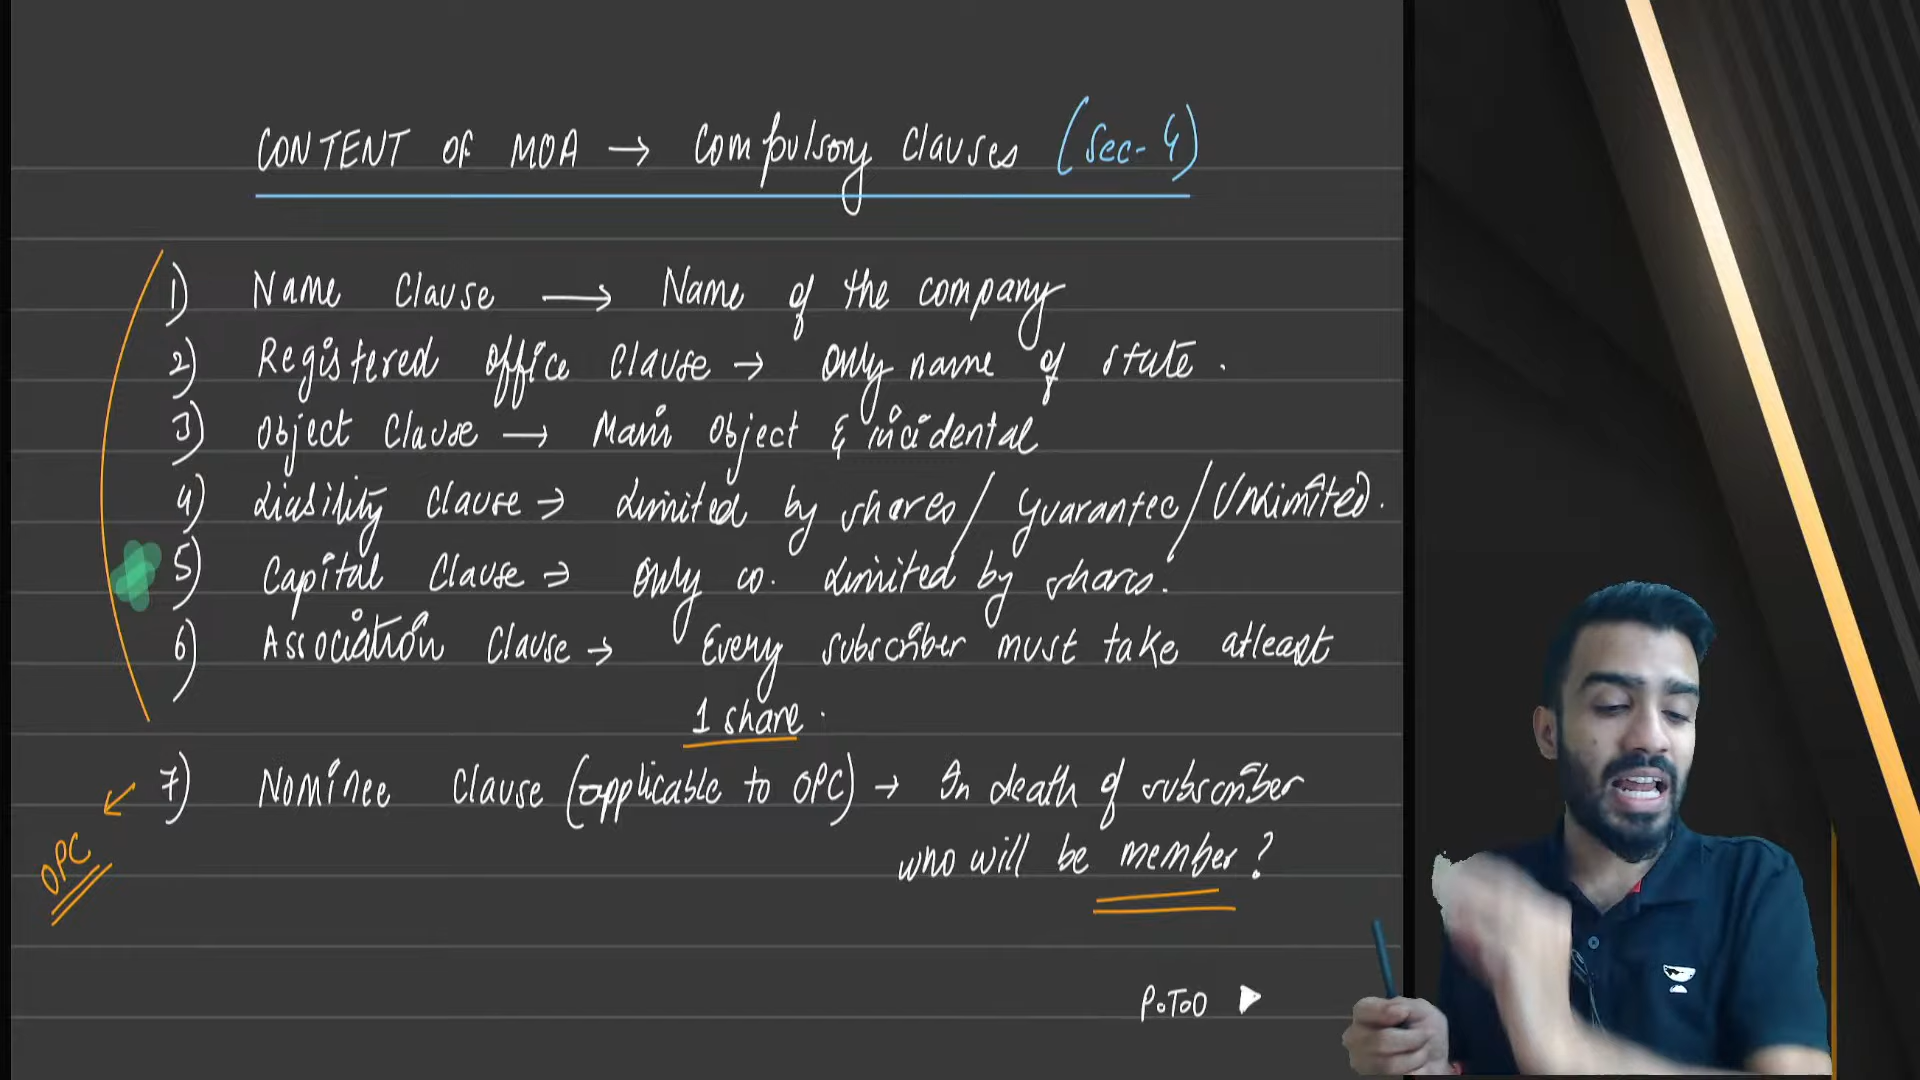 CONTENT OF MOA → Compulsory Clauses (Sec-4)
1) Name Clause → Name of the company
2) Registered office Clause → only name of state.
3) Object Clause → Main Object & incidental
4) Liability Clause → Limited by shares/ guarantee/ Unlimited.
5) Capital Clause → only co. Limited by shares.
6) Association Clause → Every subscriber must take atleast
1 share.
7) Nominee Clause (applicable to OPC) → In death of subscriber
who will be member?
OPC
P.T.O